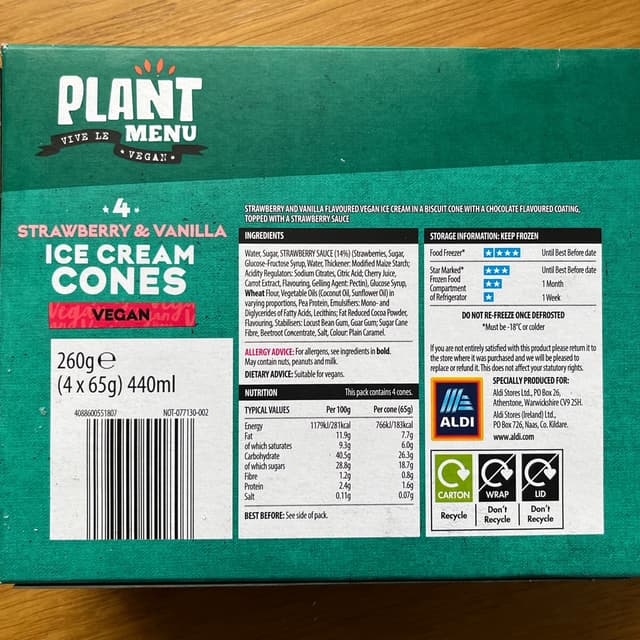 PLANT
MENU
VIVE LE
• VEGAN •
4
STRAWBERRY & VANILLA
ICE CREAM
CONES
VEGAN
260g e
(4 x 65g) 440ml
4088600551807 NOT-077130-002
STRAWBERRY AND VANILLA FLAVOURED VEGAN ICE CREAM IN A BISCUIT CONE WITH A CHOCOLATE FLAVOURED COATING,
TOPPED WITH A STRAWBERRY SAUCE
INGREDIENTS
Water, Sugar, STRAWBERRY SAUCE (14%) (Strawberries, Sugar,
Glucose-Fructose Syrup, Water, Thickener: Modified Maize Starch;
Acidity Regulators: Sodium Citrates, Citric Acid; Cherry Juice,
Carrot Extract, Flavouring, Gelling Agent: Pectin), Glucose Syrup,
Wheat Flour, Vegetable Oils (Coconut Oil, Sunflower Oil) in
varying proportions, Pea Protein, Emulsifiers: Mono- and
Diglycerides of Fatty Acids, Lecithins; Fat Reduced Cocoa Powder,
Flavouring, Stabilisers: Locust Bean Gum, Guar Gum; Sugar Cane
Fibre, Beetroot Concentrate, Salt, Colour: Plain Caramel.
ALLERGY ADVICE: For allergens, see ingredients in bold.
May contain nuts, peanuts and milk.
DIETARY ADVICE: Suitable for vegans.
NUTRITION This pack contains 4 cones.
TYPICAL VALUES Per 100g Per cone (65g)
Energy 1179kJ/281kcal 766kJ/183kcal
Fat 11.9g 7.7g
of which saturates 9.3g 6.0g
Carbohydrate 40.5g 26.3g
of which sugars 28.8g 18.7g
Fibre 1.2g 0.8g
Protein 2.4g 1.6g
Salt 0.11g 0.07g
BEST BEFORE: See side of pack.
STORAGE INFORMATION: KEEP FROZEN
Food Freezer* Until Best Before date
Star Marked* Until Best Before date
Frozen Food
Compartment 1 Month
of Refrigerator 1 Week
DO NOT RE-FREEZE ONCE DEFROSTED
*Must be -18°C or colder
If you are not entirely satisfied with this product please return it to
the store where it was purchased and we will be pleased to
replace or refund it. This does not affect your statutory rights.
ALDI
SPECIALLY PRODUCED FOR:
Aldi Stores Ltd., PO Box 26,
Atherstone, Warwickshire CV9 2SH.
Aldi Stores (Ireland) Ltd.,
PO Box 726, Naas, Co. Kildare.
www.aldi.com
CARTON WRAP LID
Recycle Don't Recycle Don't Recycle